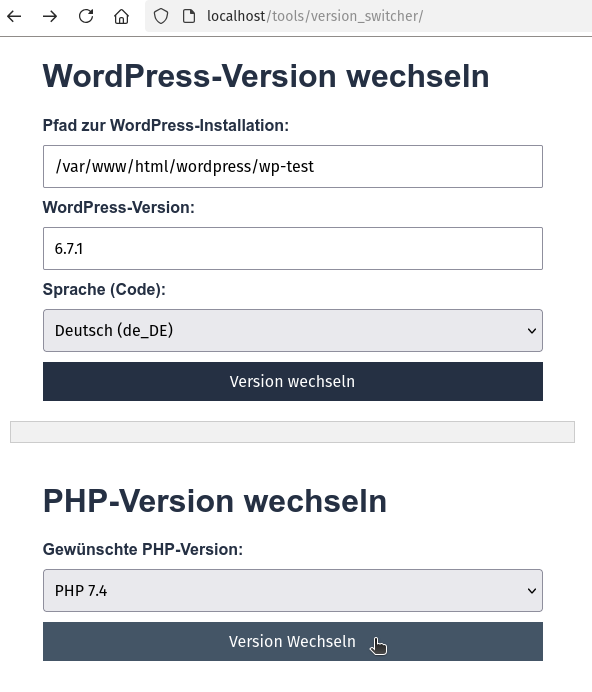 localhost/tools/version_switcher/
WordPress-Version wechseln
Pfad zur WordPress-Installation:
/var/www/html/wordpress/wp-test
WordPress-Version:
6.7.1
Sprache (Code):
Deutsch (de_DE)
Version wechseln
PHP-Version wechseln
Gewünschte PHP-Version:
PHP 7.4
Version Wechseln